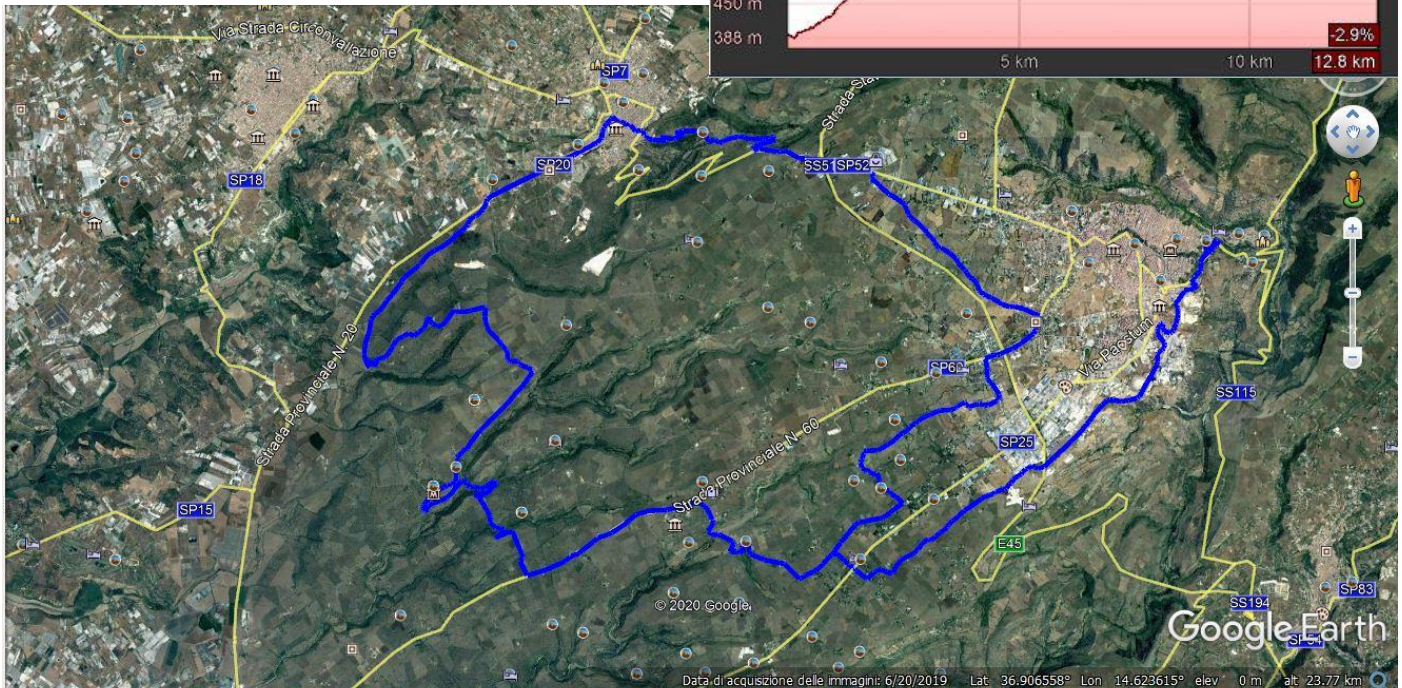 450 m
388 m
-2.9%
5 km
10 km
12.8 km
Via Strada Circonvallazione
SP7
Strada Sta
SP20
SS51
SP52
SP18
Via Paestum
SP60
SS115
Strada Provinciale N. 20
SP25
Strada Provinciale N. 60
SP15
E45
SS194
SP83
© 2020 Google
Google Earth
Data di acquisizione delle immagini: 6/20/2019 Lat 36.906558° Lon 14.623615° elev 0 m alt 23.77 km